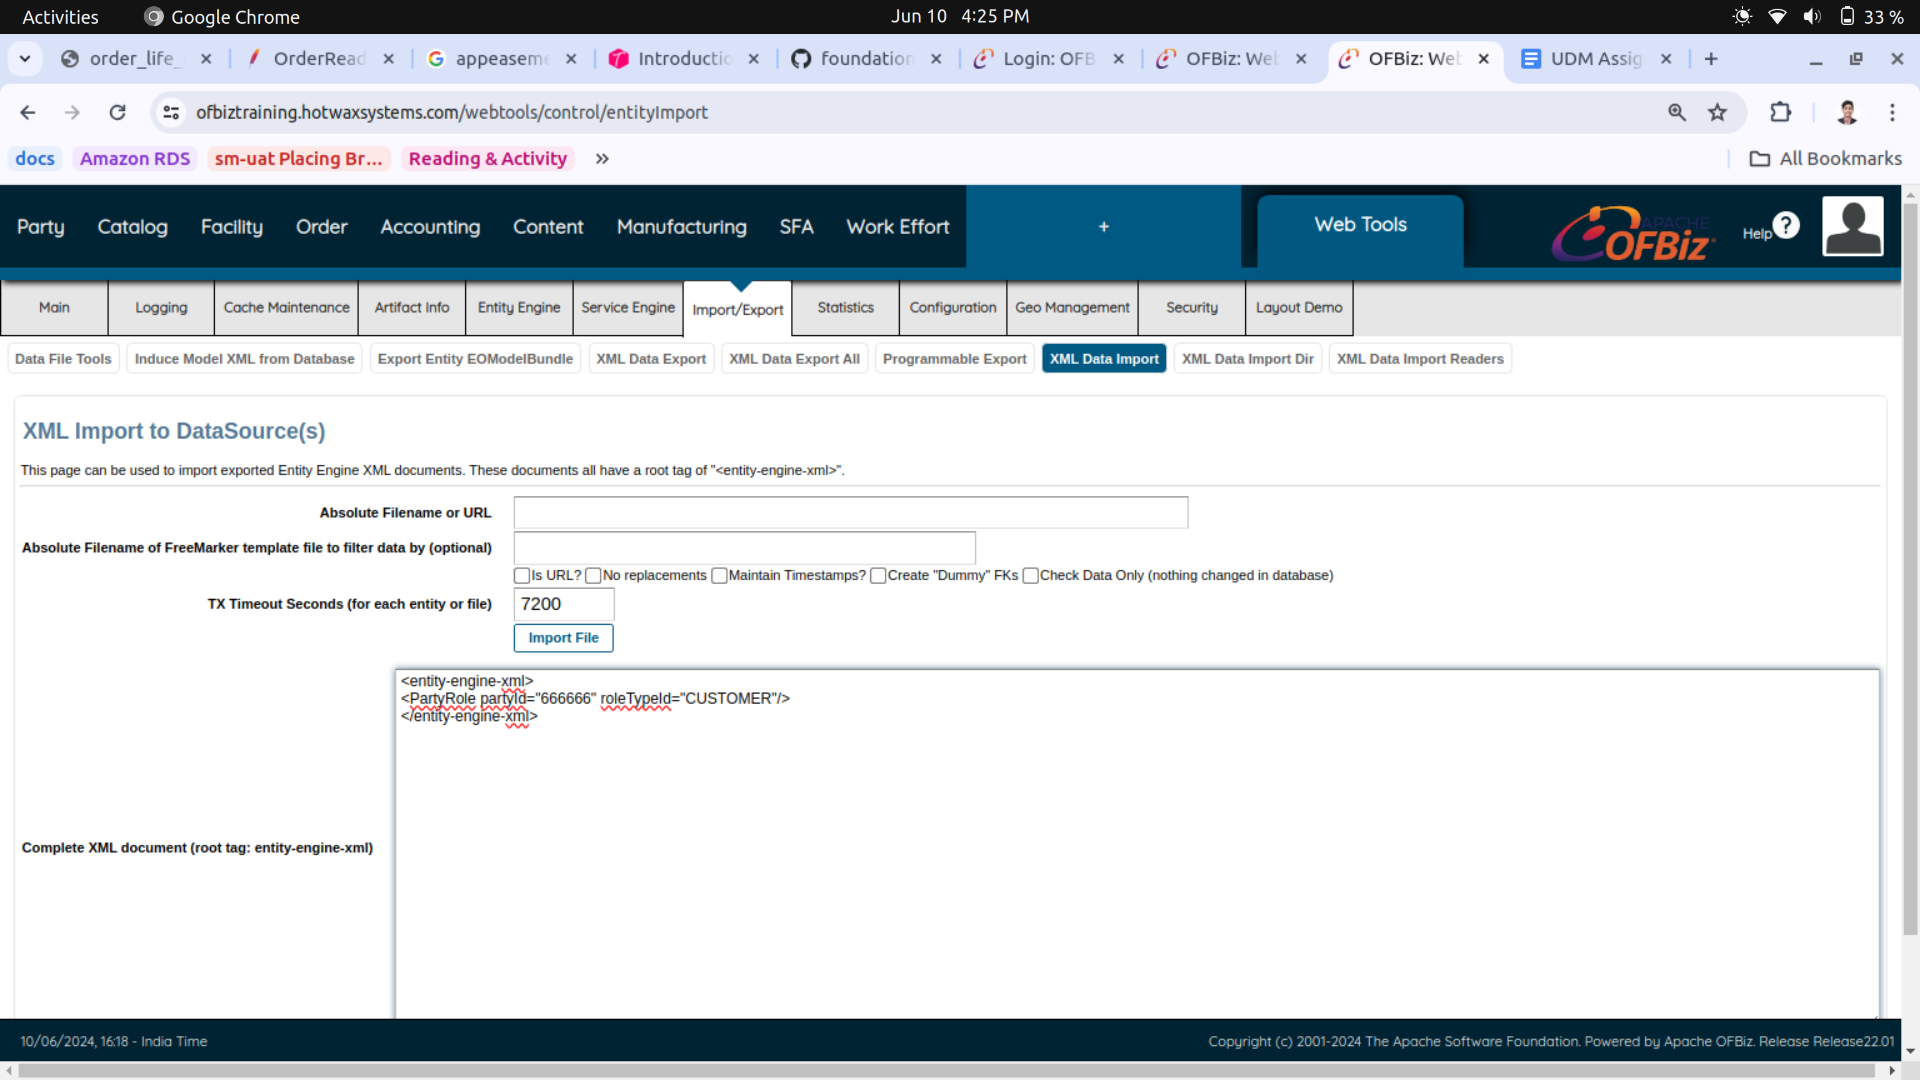 Activities Google Chrome Jun 10 4:25 PM 33 %
order_life_ OrderRead appeaseme Introductio foundation Login: OFB OFBiz: Web OFBiz: Web UDM Assig
ofbiztraining.hotwaxsystems.com/webtools/control/entityImport
docs Amazon RDS sm-uat Placing Br... Reading & Activity » All Bookmarks
Party Catalog Facility Order Accounting Content Manufacturing SFA Work Effort + Web Tools APACHE OFBiz Help ?
Main Logging Cache Maintenance Artifact Info Entity Engine Service Engine Import/Export Statistics Configuration Geo Management Security Layout Demo
Data File Tools Induce Model XML from Database Export Entity EOModelBundle XML Data Export XML Data Export All Programmable Export XML Data Import XML Data Import Dir XML Data Import Readers
XML Import to DataSource(s)
This page can be used to import exported Entity Engine XML documents. These documents all have a root tag of "<entity-engine-xml>".
Absolute Filename or URL
Absolute Filename of FreeMarker template file to filter data by (optional)
Is URL? No replacements Maintain Timestamps? Create "Dummy" FKs Check Data Only (nothing changed in database)
TX Timeout Seconds (for each entity or file) 7200
Import File
<entity-engine-xml>
<PartyRole partyId="666666" roleTypeId="CUSTOMER"/>
</entity-engine-xml>
Complete XML document (root tag: entity-engine-xml)
10/06/2024, 16:18 - India Time Copyright (c) 2001-2024 The Apache Software Foundation. Powered by Apache OFBiz. Release Release22.01